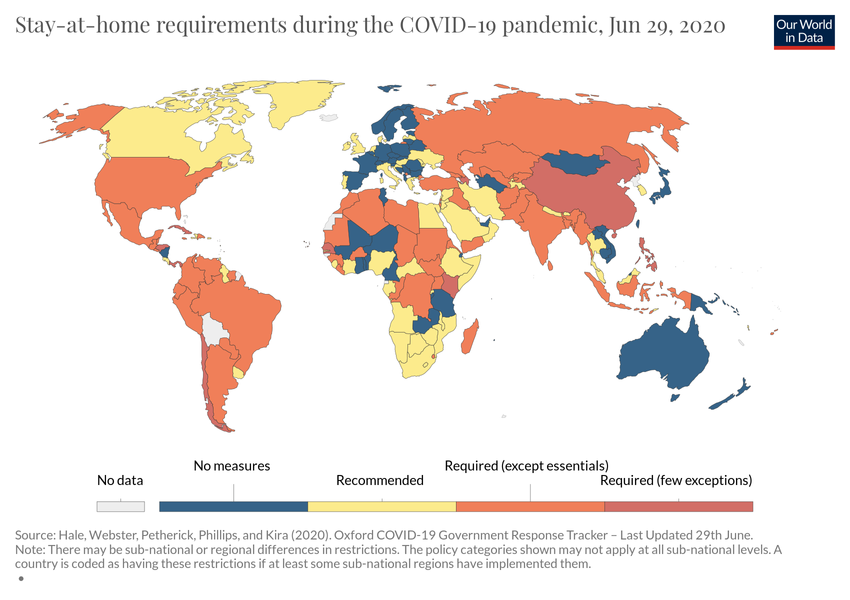 Stay-at-home requirements during the COVID-19 pandemic, Jun 29, 2020
Our World
in Data
No data
No measures
Recommended
Required (except essentials)
Required (few exceptions)
Source: Hale, Webster, Petherick, Phillips, and Kira (2020). Oxford COVID-19 Government Response Tracker – Last Updated 29th June.
Note: There may be sub-national or regional differences in restrictions. The policy categories shown may not apply at all sub-national levels. A
country is coded as having these restrictions if at least some sub-national regions have implemented them.